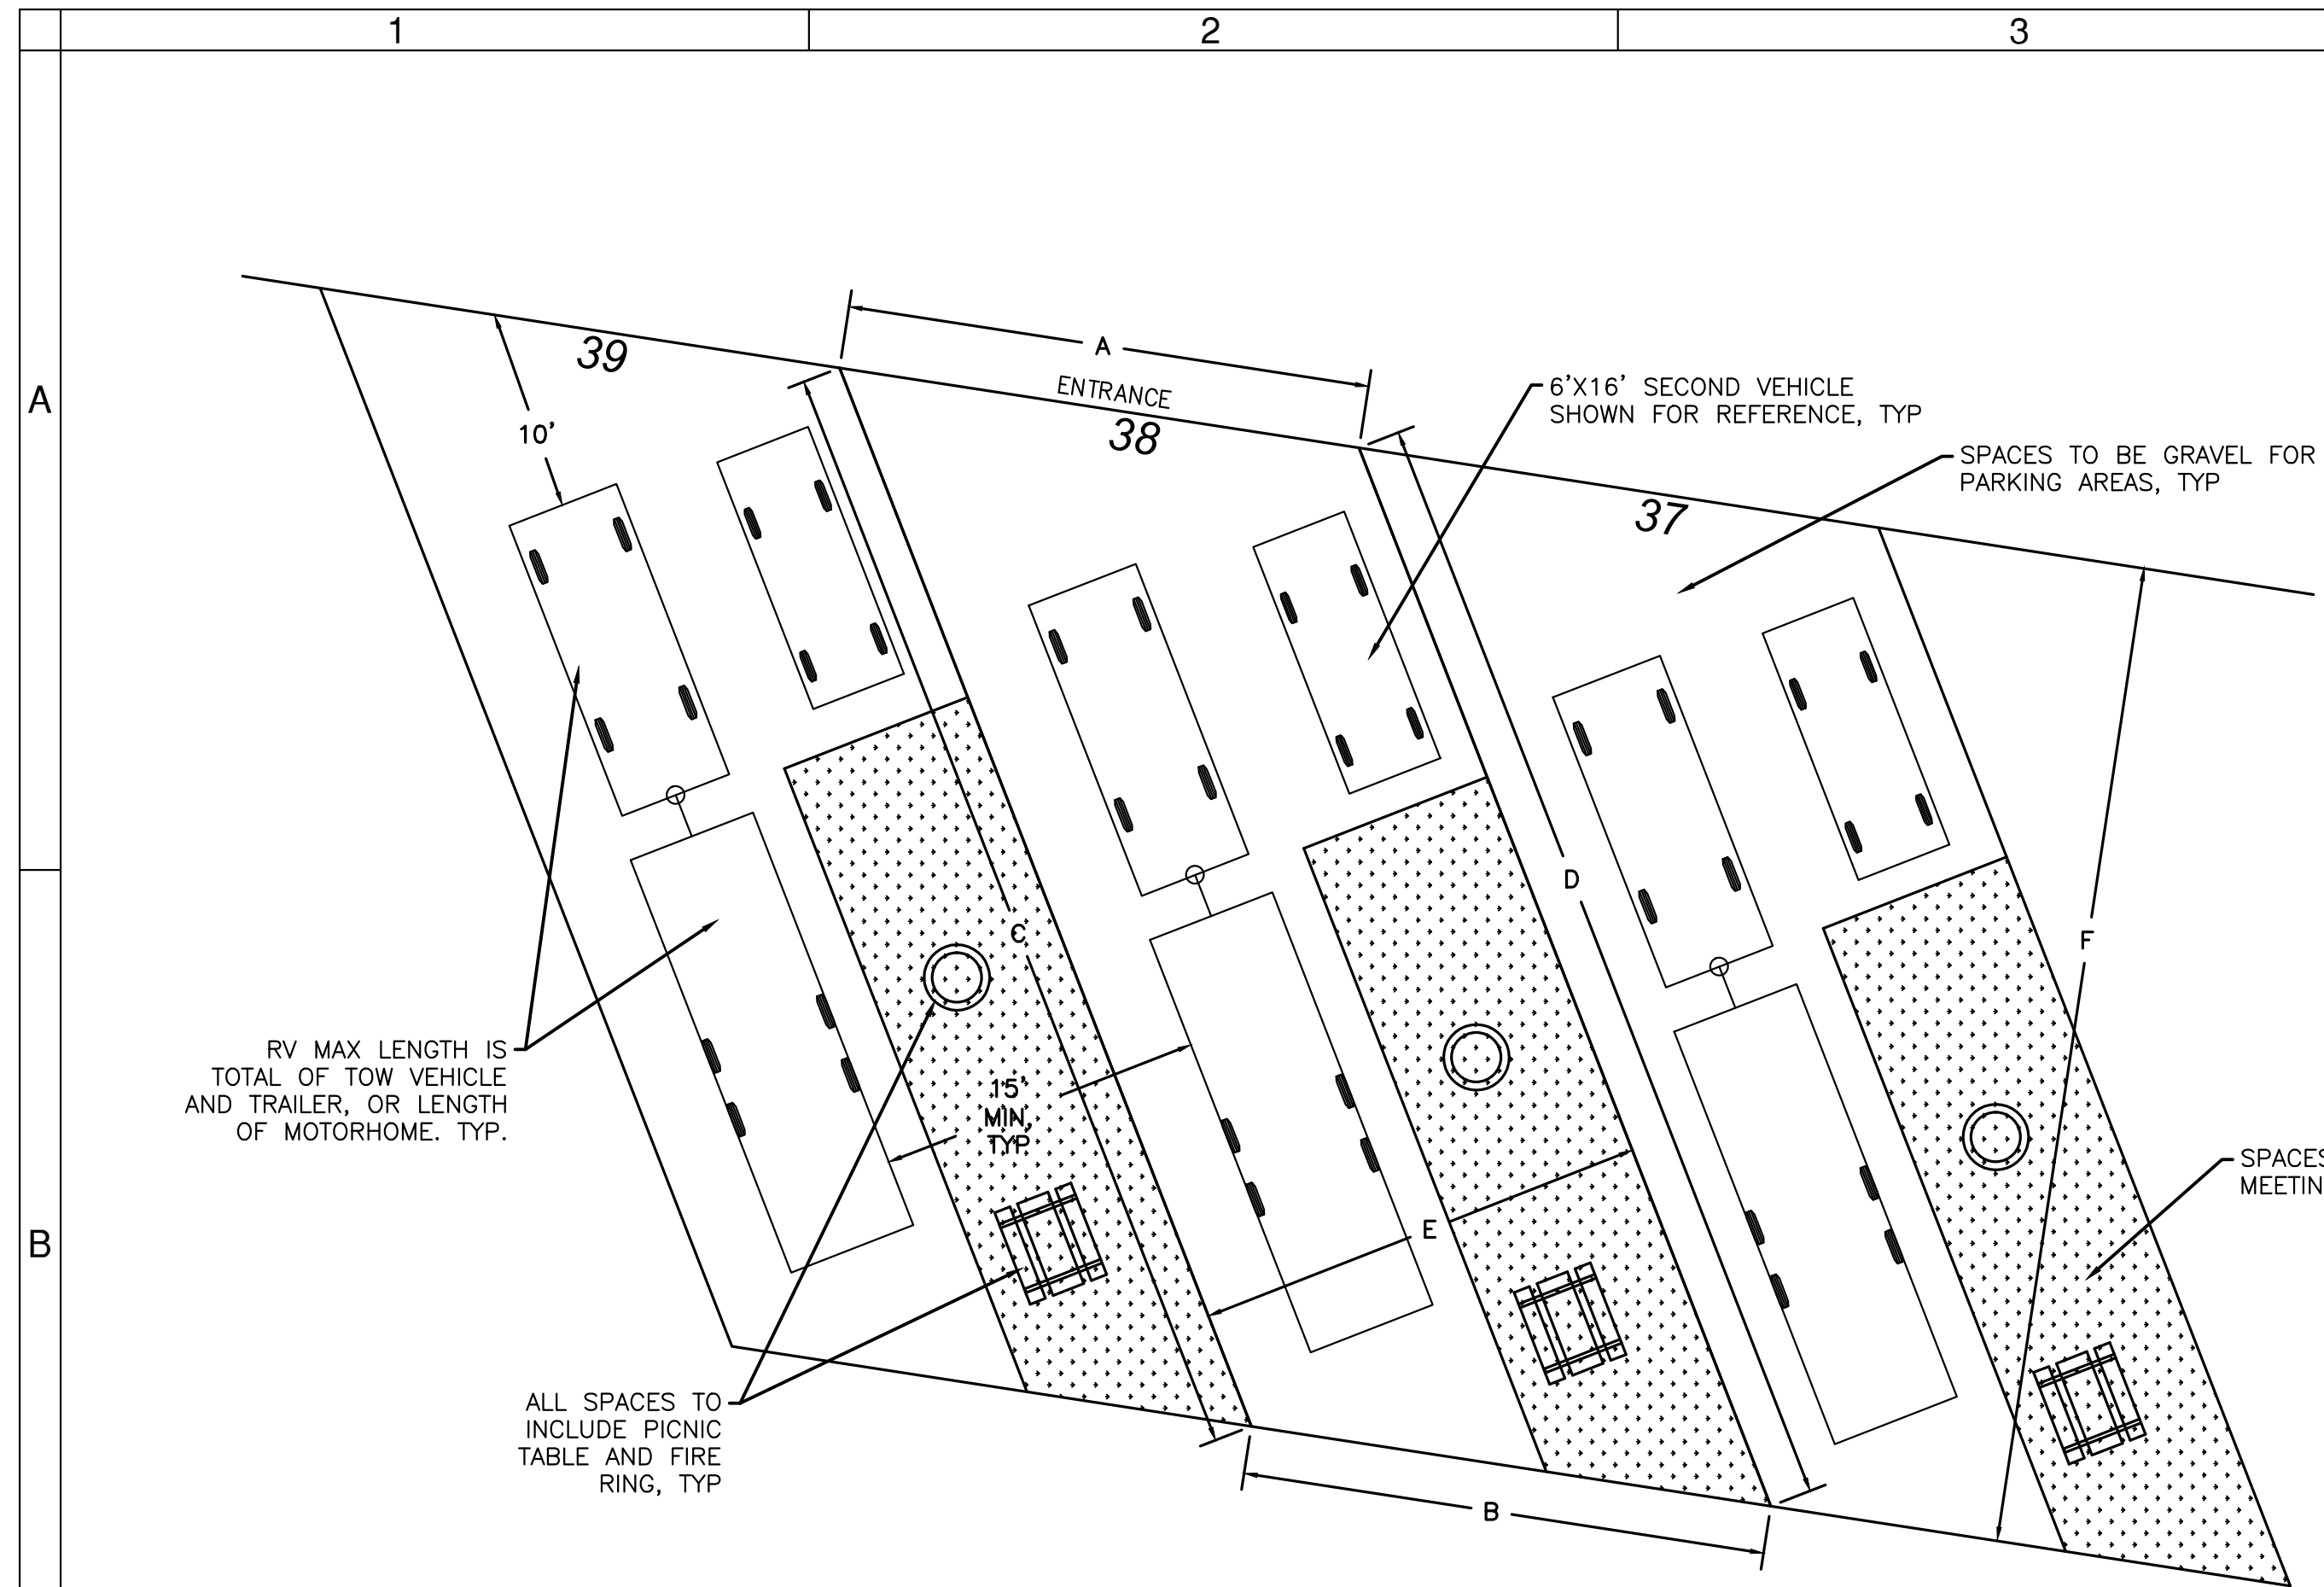 1
2
3
A
B
39
38
37
A
ENTRANCE
10'
6'X16' SECOND VEHICLE
SHOWN FOR REFERENCE, TYP
SPACES TO BE GRAVEL FOR
PARKING AREAS, TYP
D
C
F
RV MAX LENGTH IS
TOTAL OF TOW VEHICLE
AND TRAILER, OR LENGTH
OF MOTORHOME. TYP.
15'
MIN,
TYP
E
SPACES
MEETIN
ALL SPACES TO
INCLUDE PICNIC
TABLE AND FIRE
RING, TYP
B